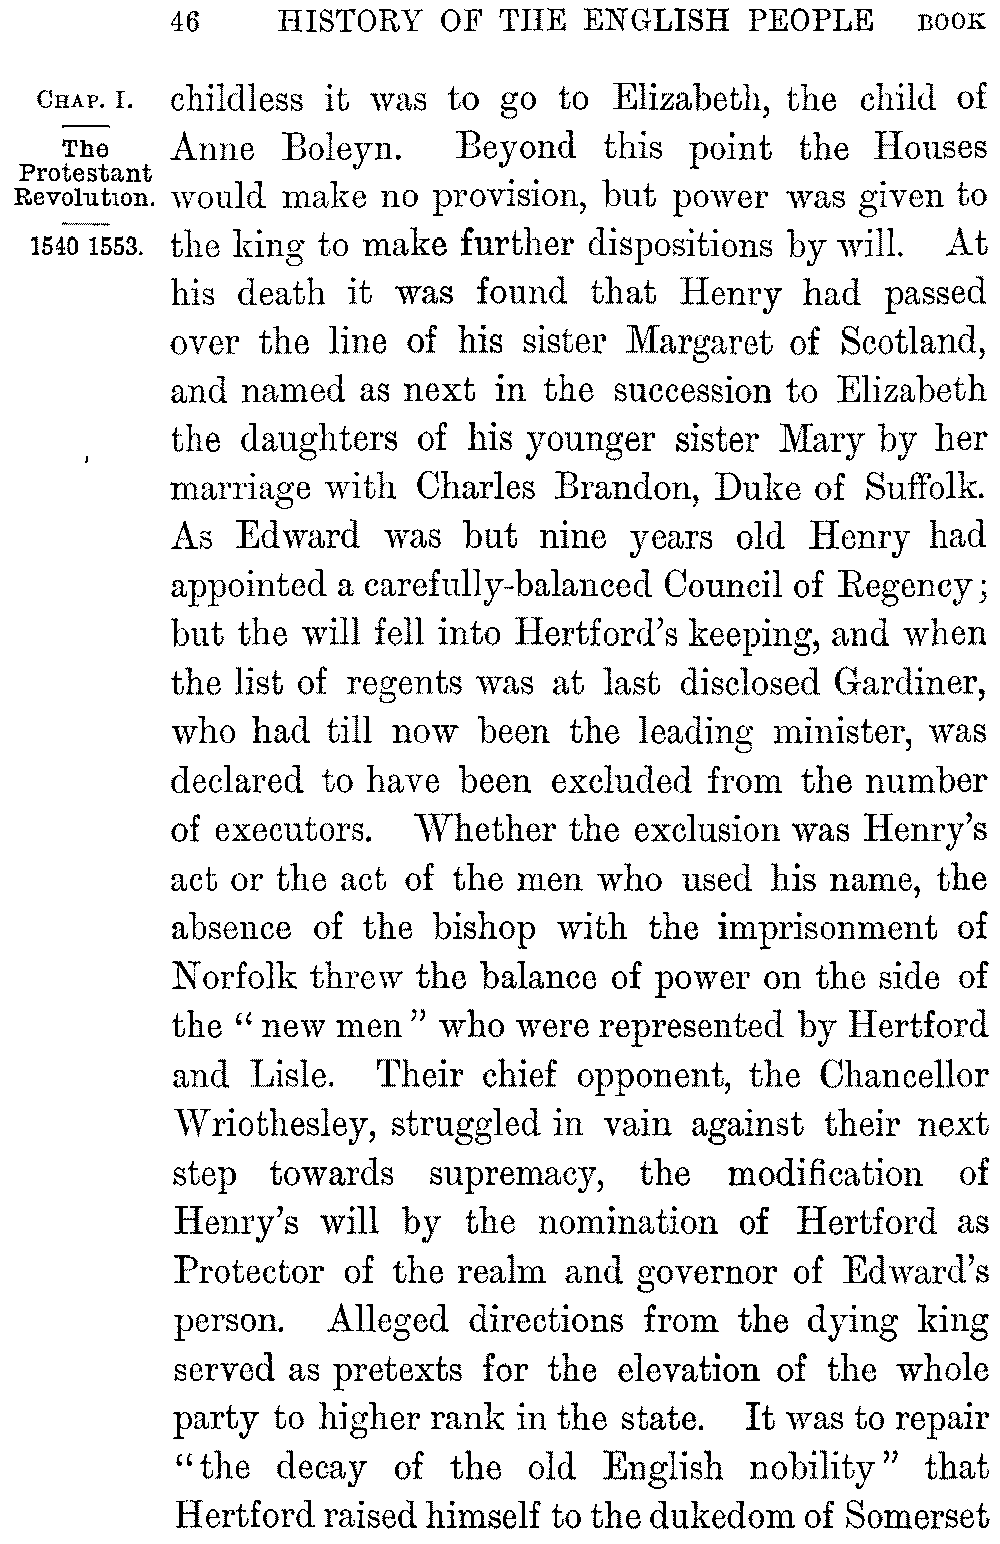 46 HISTORY OF THE ENGLISH PEOPLE BOOK
CHAP. I.
The
Protestant
Revolution.
1540 1553.
childless it was to go to Elizabeth, the child of
Anne Boleyn. Beyond this point the Houses
would make no provision, but power was given to
the king to make further dispositions by will. At
his death it was found that Henry had passed
over the line of his sister Margaret of Scotland,
and named as next in the succession to Elizabeth
the daughters of his younger sister Mary by her
marriage with Charles Brandon, Duke of Suffolk.
As Edward was but nine years old Henry had
appointed a carefully-balanced Council of Regency;
but the will fell into Hertford's keeping, and when
the list of regents was at last disclosed Gardiner,
who had till now been the leading minister, was
declared to have been excluded from the number
of executors. Whether the exclusion was Henry's
act or the act of the men who used his name, the
absence of the bishop with the imprisonment of
Norfolk threw the balance of power on the side of
the "new men" who were represented by Hertford
and Lisle. Their chief opponent, the Chancellor
Wriothesley, struggled in vain against their next
step towards supremacy, the modification of
Henry's will by the nomination of Hertford as
Protector of the realm and governor of Edward's
person. Alleged directions from the dying king
served as pretexts for the elevation of the whole
party to higher rank in the state. It was to repair
"the decay of the old English nobility" that
Hertford raised himself to the dukedom of Somerset